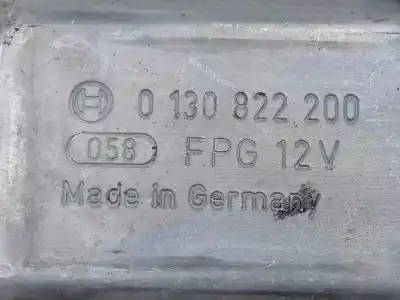 0 130 822 200
058 FPG 12V
Made in Germany